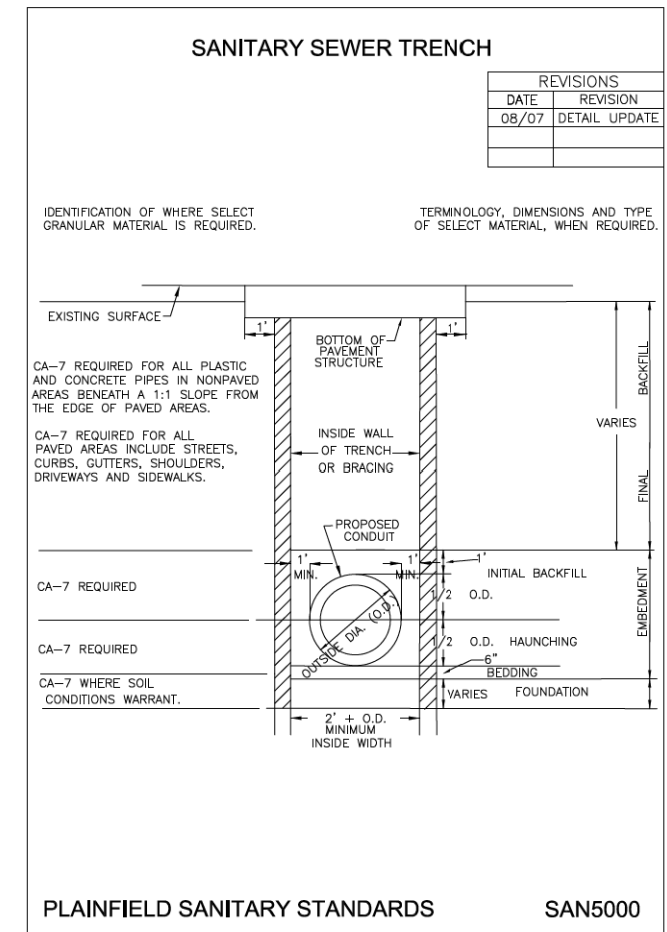 SANITARY SEWER TRENCH
REVISIONS
DATE REVISION
08/07 DETAIL UPDATE
IDENTIFICATION OF WHERE SELECT
GRANULAR MATERIAL IS REQUIRED.
TERMINOLOGY, DIMENSIONS AND TYPE
OF SELECT MATERIAL, WHEN REQUIRED.
EXISTING SURFACE
1'
BOTTOM OF
PAVEMENT
STRUCTURE
1'
CA-7 REQUIRED FOR ALL PLASTIC
AND CONCRETE PIPES IN NONPAVED
AREAS BENEATH A 1:1 SLOPE FROM
THE EDGE OF PAVED AREAS.
CA-7 REQUIRED FOR ALL
PAVED AREAS INCLUDE STREETS,
CURBS, GUTTERS, SHOULDERS,
DRIVEWAYS AND SIDEWALKS.
INSIDE WALL
OF TRENCH
OR BRACING
VARIES
FINAL BACKFILL
PROPOSED
CONDUIT
1'
MIN.
1'
MIN.
1'
INITIAL BACKFILL
CA-7 REQUIRED
1/2 O.D.
OUTSIDE DIA. (O.D.)
EMBEDMENT
CA-7 REQUIRED
1/2 O.D. HAUNCHING
6"
BEDDING
CA-7 WHERE SOIL
CONDITIONS WARRANT.
VARIES FOUNDATION
2' + O.D.
MINIMUM
INSIDE WIDTH
PLAINFIELD SANITARY STANDARDS SAN5000